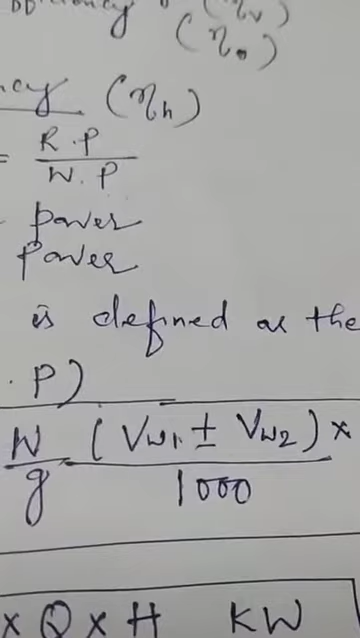 (ηv)
(ηo)
(ηh)
= R.P / W.P
power
Power
is defined as the
. P)
W/g (Vw1 ± Vw2) × / 1000
× Q × H KW